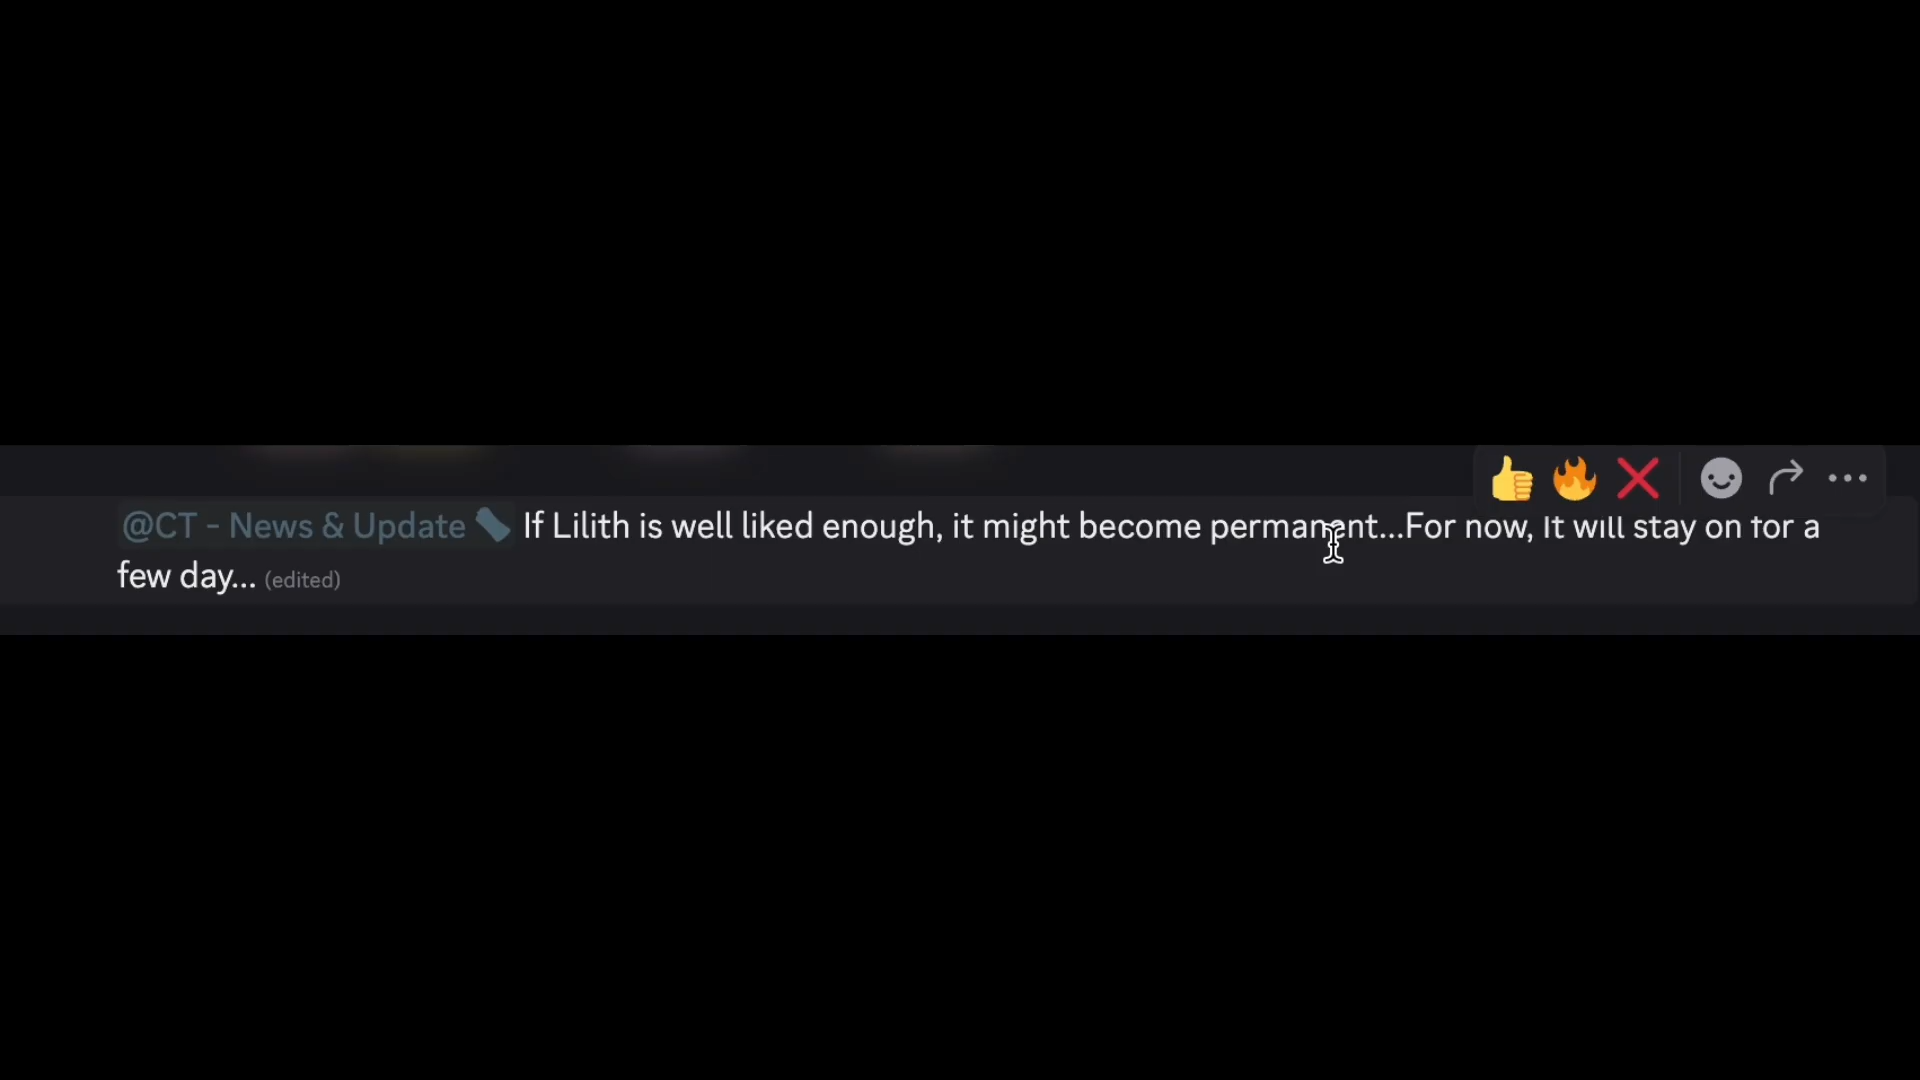 @CT - News & Update If Lilith is well liked enough, it might become permanent...For now, It will stay on for a
few day... (edited)